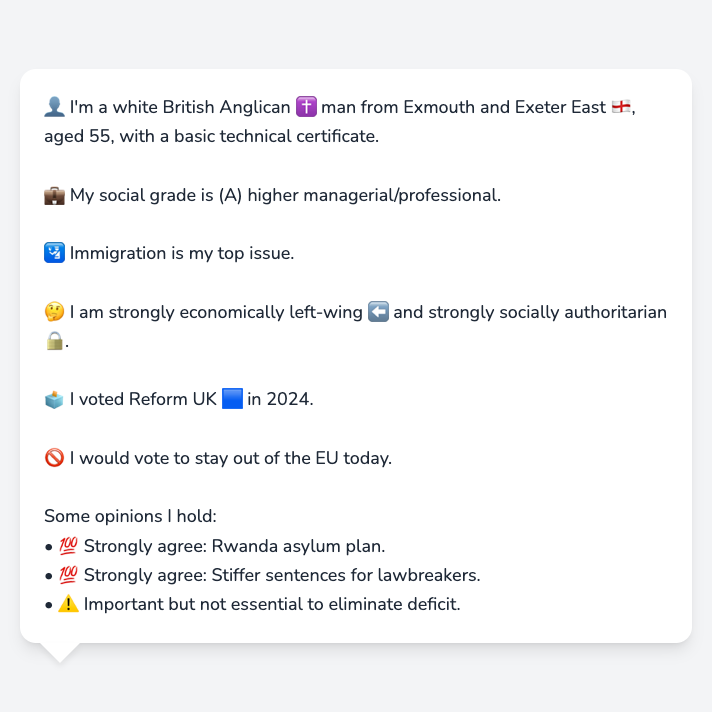 👤 I'm a white British Anglican ✝️ man from Exmouth and Exeter East 🏴󠁧󠁢󠁥󠁮󠁧󠁿,
aged 55, with a basic technical certificate.
💼 My social grade is (A) higher managerial/professional.
🛂 Immigration is my top issue.
🤔 I am strongly economically left-wing ⬅️ and strongly socially authoritarian
🔒.
🗳️ I voted Reform UK 🟦 in 2024.
🚫 I would vote to stay out of the EU today.
Some opinions I hold:
• 💯 Strongly agree: Rwanda asylum plan.
• 💯 Strongly agree: Stiffer sentences for lawbreakers.
• ⚠️ Important but not essential to eliminate deficit.